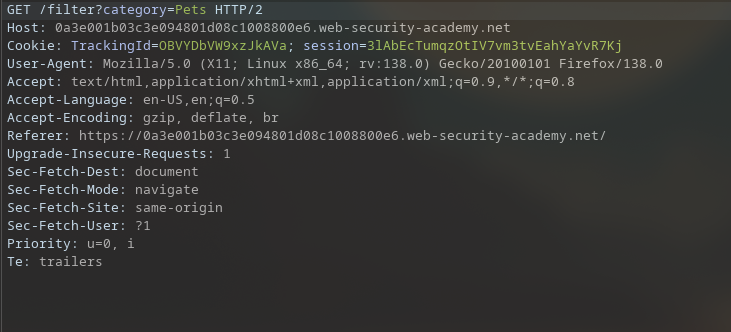 GET /filter?category=Pets HTTP/2
Host: 0a3e001b03c3e094801d08c1008800e6.web-security-academy.net
Cookie: TrackingId=OBVYDbVW9xzJkAVa; session=3lAbEcTumqzOtIV7vm3tvEahYaYvR7Kj
User-Agent: Mozilla/5.0 (X11; Linux x86_64; rv:138.0) Gecko/20100101 Firefox/138.0
Accept: text/html,application/xhtml+xml,application/xml;q=0.9,*/*;q=0.8
Accept-Language: en-US,en;q=0.5
Accept-Encoding: gzip, deflate, br
Referer: https://0a3e001b03c3e094801d08c1008800e6.web-security-academy.net/
Upgrade-Insecure-Requests: 1
Sec-Fetch-Dest: document
Sec-Fetch-Mode: navigate
Sec-Fetch-Site: same-origin
Sec-Fetch-User: ?1
Priority: u=0, i
Te: trailers